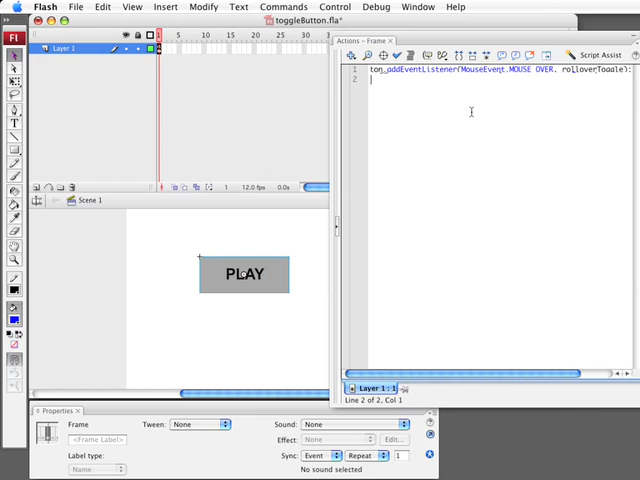 Flash File Edit View Insert Modify Text Commands Control Debug Window Help
toggleButton.fla*
Layer 1
1 5 10 15 20 25 30
Actions – Frame
Script Assist
1 ton_addEventListener(MouseEvent.MOUSE_OVER, rolloverToggle);
2
1 12.0 fps 0.0s
Scene 1
PLAY
Layer 1 : 1
Line 2 of 2, Col 1
Properties
Frame
Tween: None
Sound: None
<Frame Label>
Effect: None
Edit...
Label type:
Sync: Event Repeat 1
Name
No sound selected
Fl